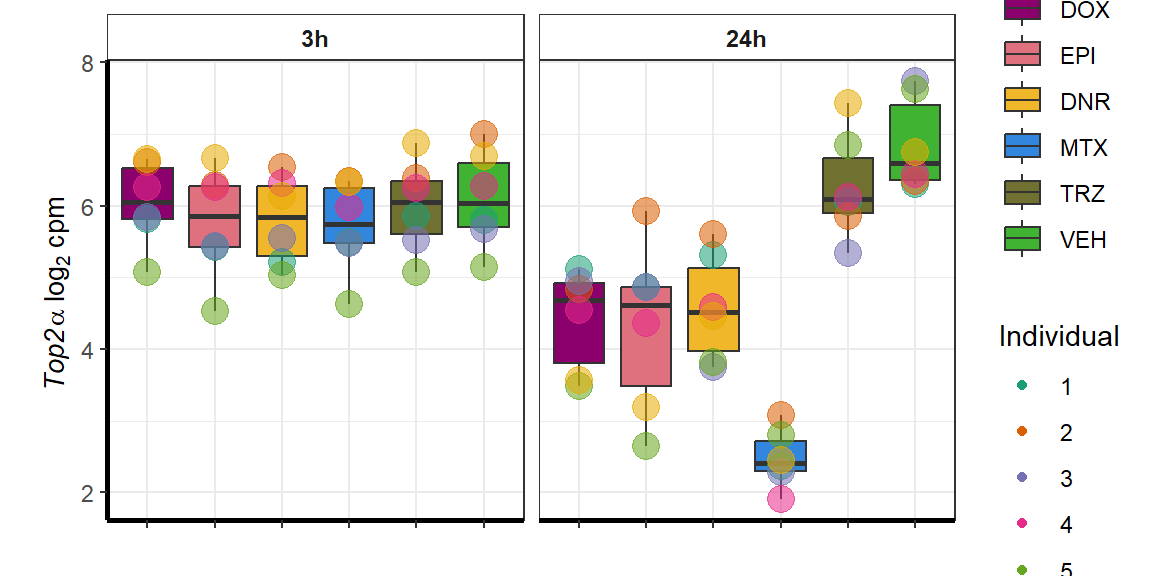 3h
24h
8
6
4
2
Top2α log2 cpm
DOX
EPI
DNR
MTX
TRZ
VEH
Individual
1
2
3
4
5